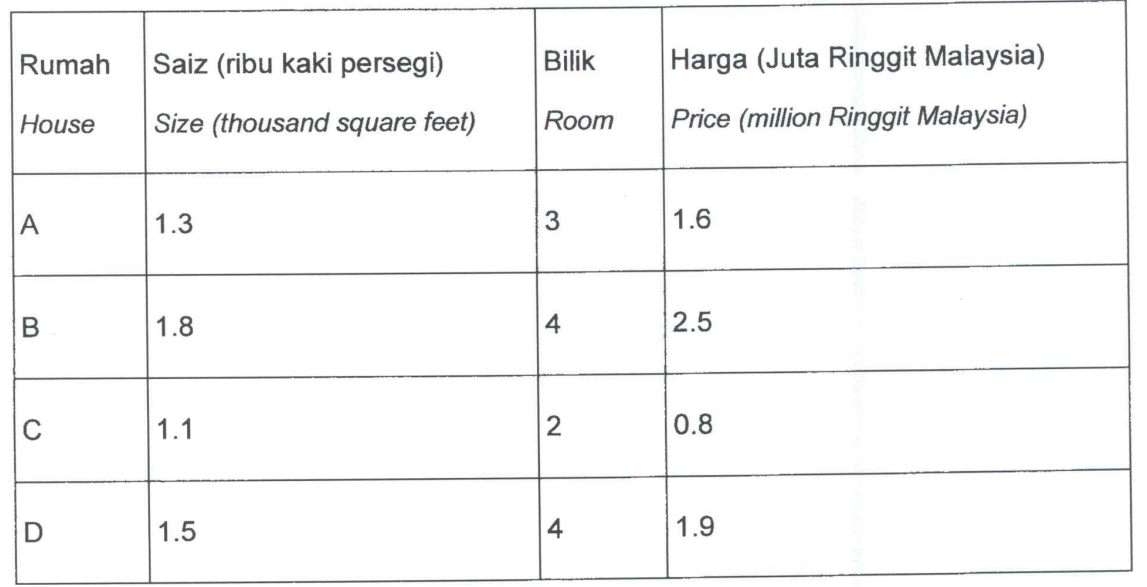 Rumah Saiz (ribu kaki persegi) Bilik Harga (Juta Ringgit Malaysia)
House Size (thousand square feet) Room Price (million Ringgit Malaysia)
A 1.3 3 1.6
B 1.8 4 2.5
C 1.1 2 0.8
D 1.5 4 1.9